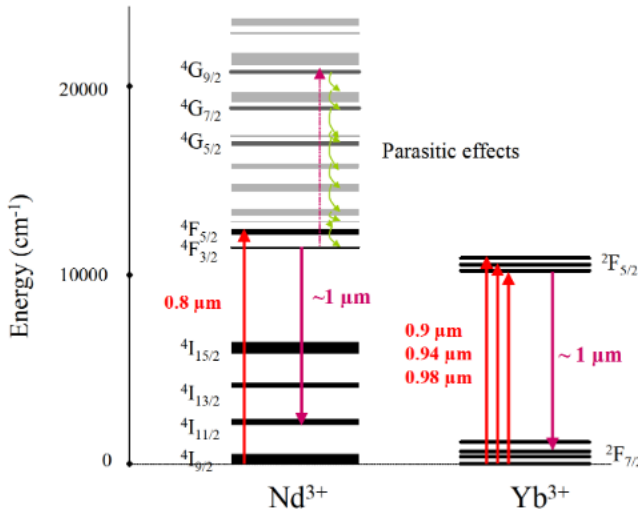 ⁴G₉/₂
20000
⁴G₇/₂
⁴G₅/₂
Parasitic effects
Energy (cm⁻¹)
⁴F₅/₂
⁴F₃/₂
²F₅/₂
10000
0.8 µm
~1 µm
0.9 µm
0.94 µm
0.98 µm
~ 1 µm
⁴I₁₅/₂
⁴I₁₃/₂
⁴I₁₁/₂
0
⁴I₉/₂
²F₇/₂
Nd³⁺
Yb³⁺